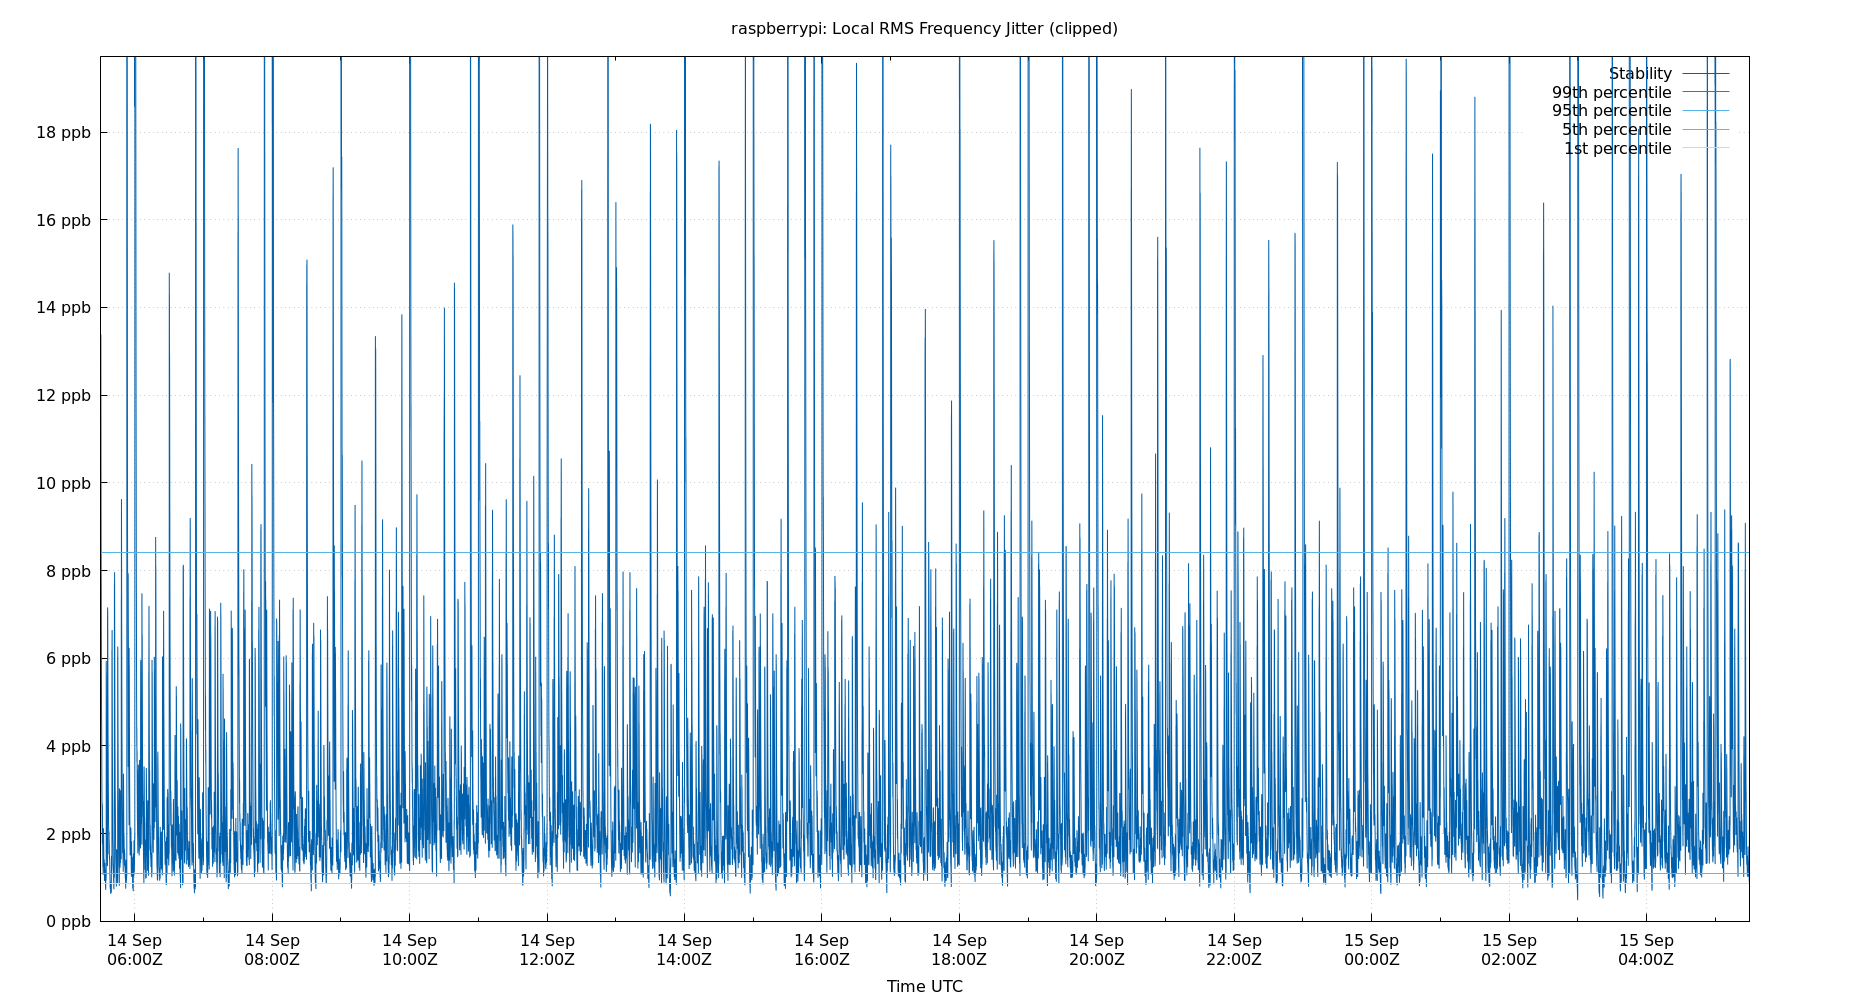 raspberrypi: Local RMS Frequency Jitter (clipped)
Stability
99th percentile
95th percentile
5th percentile
1st percentile
18 ppb
16 ppb
14 ppb
12 ppb
10 ppb
8 ppb
6 ppb
4 ppb
2 ppb
0 ppb
14 Sep 14 Sep 14 Sep 14 Sep 14 Sep 14 Sep 14 Sep 14 Sep 14 Sep 15 Sep 15 Sep 15 Sep
06:00Z 08:00Z 10:00Z 12:00Z 14:00Z 16:00Z 18:00Z 20:00Z 22:00Z 00:00Z 02:00Z 04:00Z
Time UTC